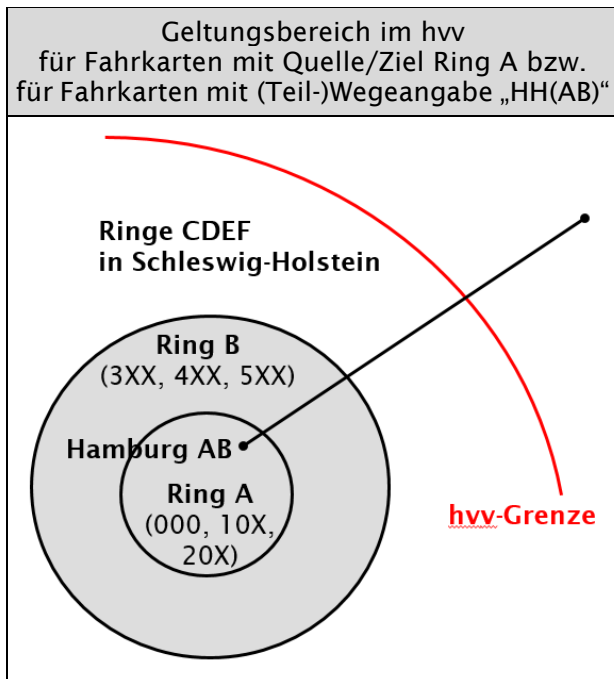 Geltungsbereich im hvv
für Fahrkarten mit Quelle/Ziel Ring A bzw.
für Fahrkarten mit (Teil-)Wegeangabe „HH(AB)“
Ringe CDEF
in Schleswig-Holstein
Ring B
(3XX, 4XX, 5XX)
Hamburg AB
Ring A
(000, 10X,
20X)
hvv-Grenze